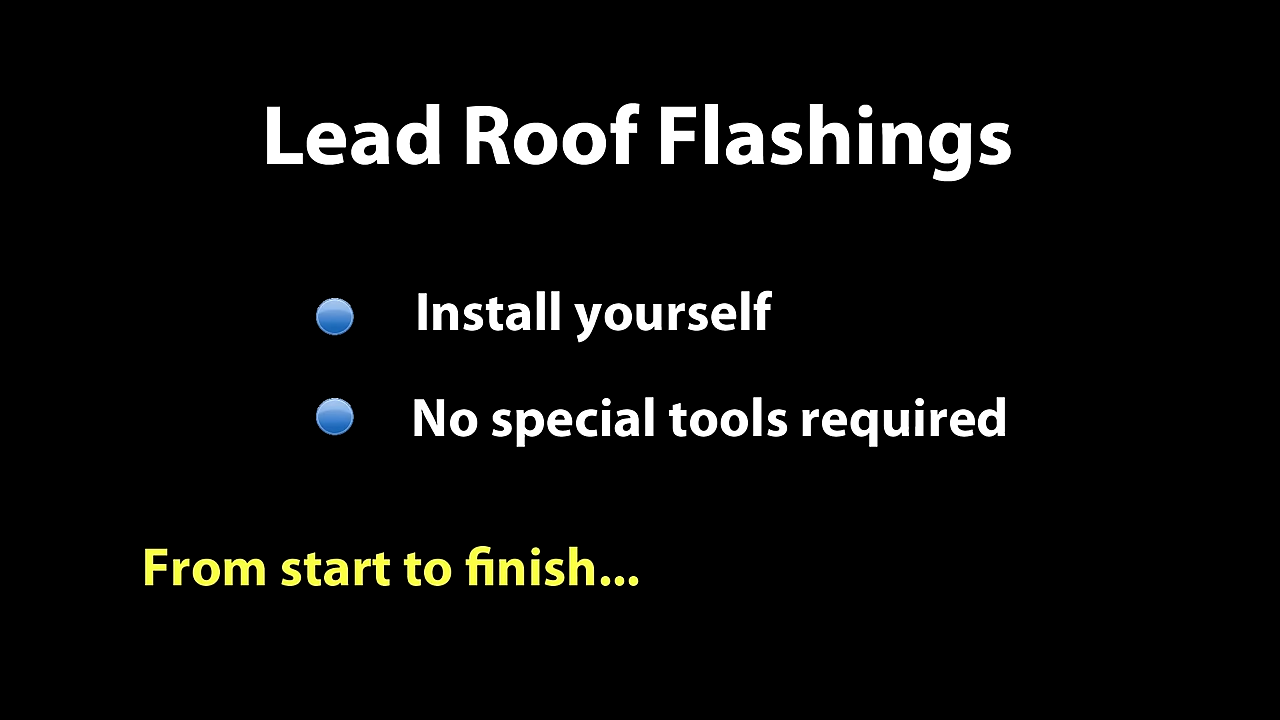 Lead Roof Flashings
Install yourself
No special tools required
From start to finish...